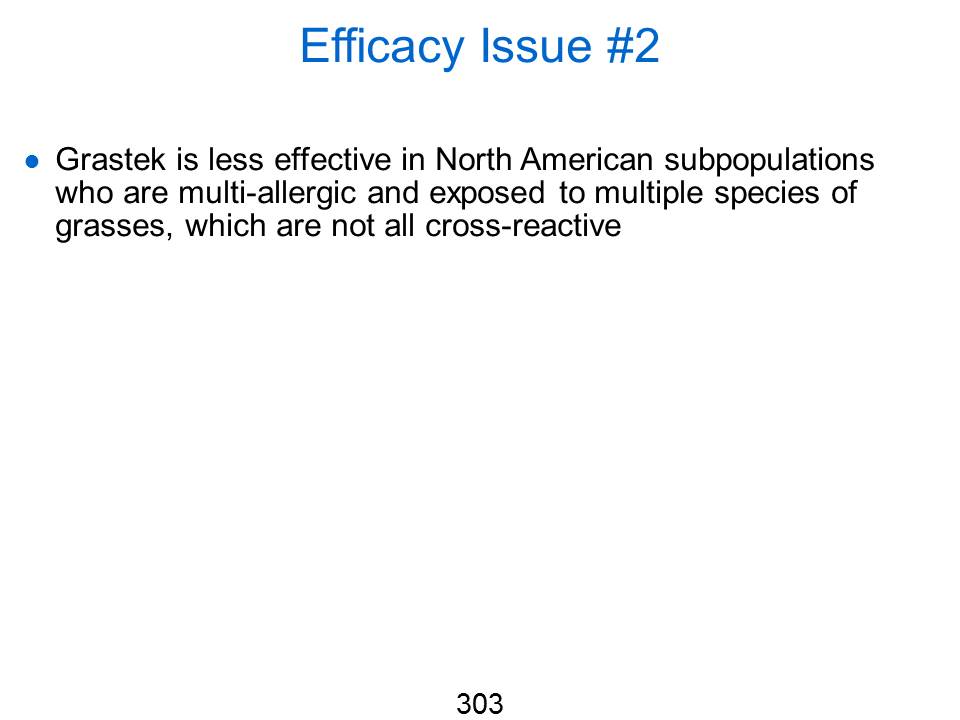 Efficacy Issue #2
● Grastek is less effective in North American subpopulations
who are multi-allergic and exposed to multiple species of
grasses, which are not all cross-reactive
303